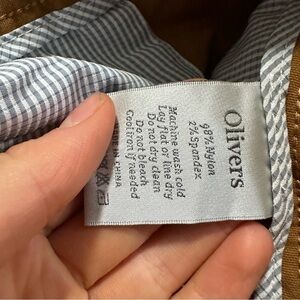 Olivers
98% Nylon
2% Spandex
Machine wash cold
Lay flat or line dry
Do not dry clean
Do not bleach
Cool iron if needed
MADE IN CHINA